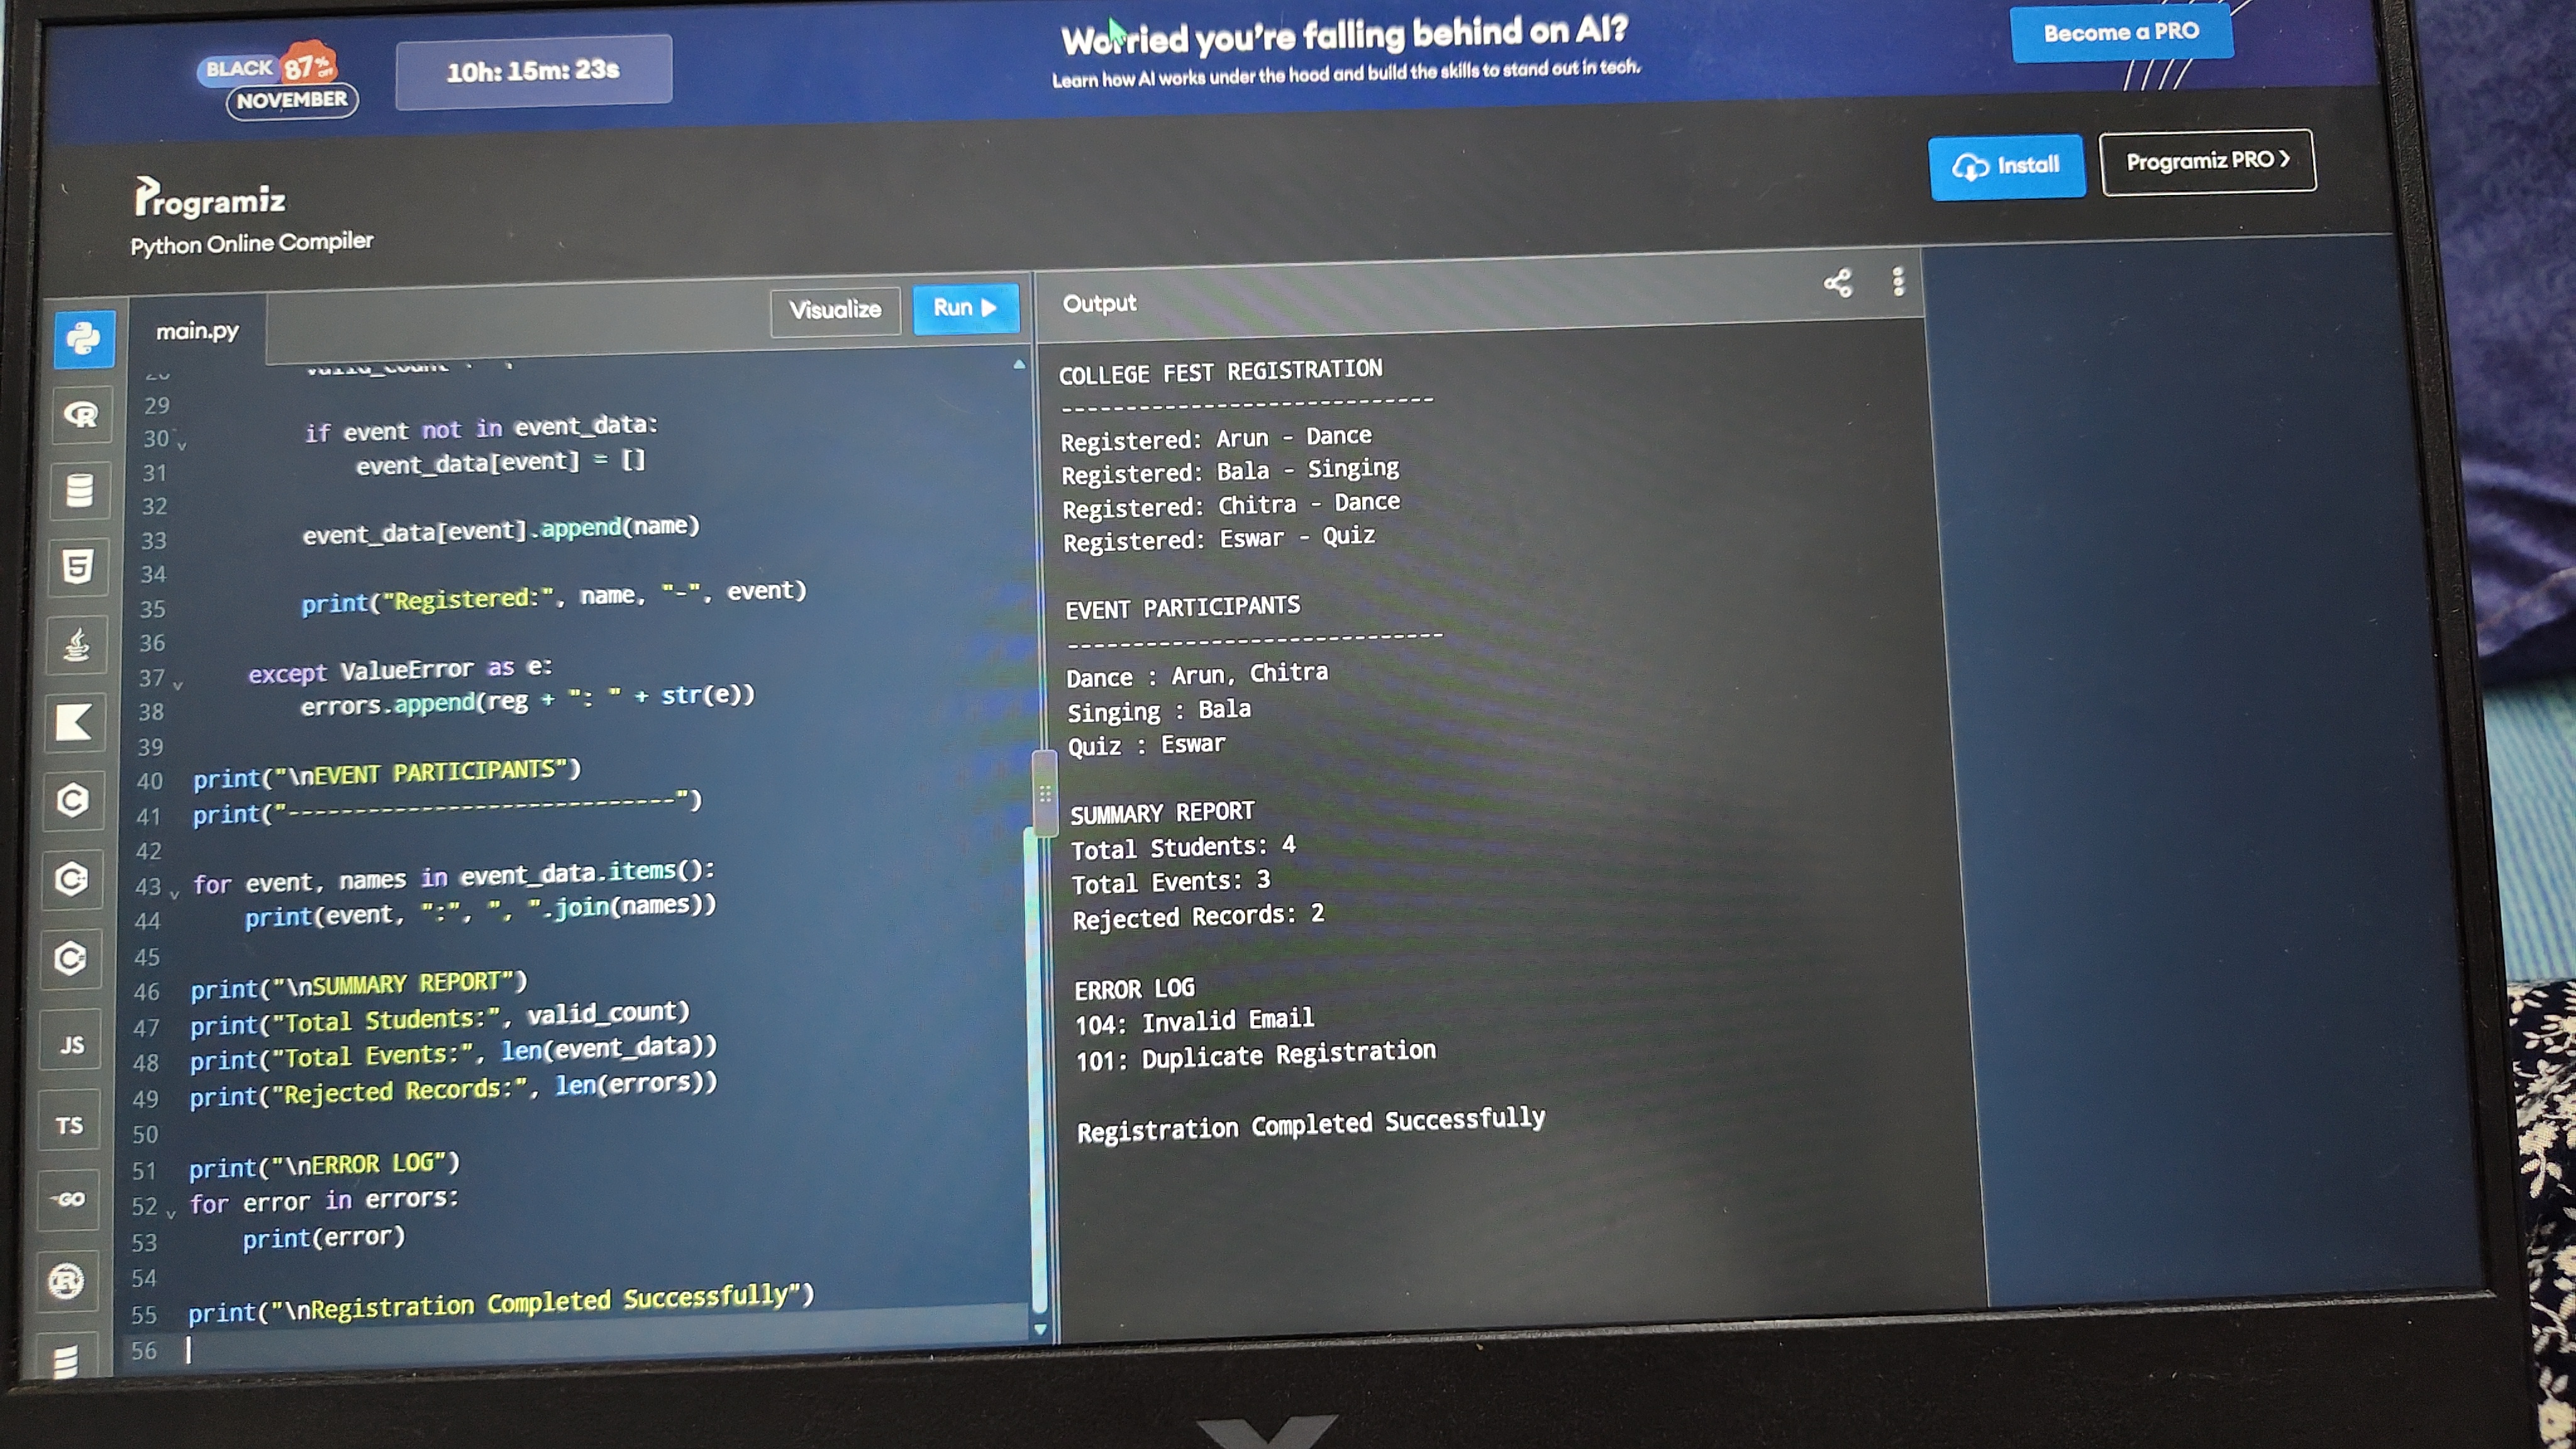 BLACK 87% OFF
NOVEMBER
10h: 15m: 23s
Worried you're falling behind on AI?
Learn how AI works under the hood and build the skills to stand out in tech.
Become a PRO
Programiz
Python Online Compiler
Install
Programiz PRO >
main.py
Visualize
Run
29
30 if event not in event_data:
31 event_data[event] = []
32
33 event_data[event].append(name)
34
35 print("Registered:", name, "-", event)
36
37 except ValueError as e:
38 errors.append(reg + ": " + str(e))
39
40 print("\nEVENT PARTICIPANTS")
41 print("-----------------------------")
42
43 for event, names in event_data.items():
44 print(event, ":", ", ".join(names))
45
46 print("\nSUMMARY REPORT")
47 print("Total Students:", valid_count)
48 print("Total Events:", len(event_data))
49 print("Rejected Records:", len(errors))
50
51 print("\nERROR LOG")
52 for error in errors:
53 print(error)
54
55 print("\nRegistration Completed Successfully")
56
R
5
C
C
C
JS
TS
GO
R
Output
COLLEGE FEST REGISTRATION
-----------------------------
Registered: Arun - Dance
Registered: Bala - Singing
Registered: Chitra - Dance
Registered: Eswar - Quiz
EVENT PARTICIPANTS
-----------------------------
Dance : Arun, Chitra
Singing : Bala
Quiz : Eswar
SUMMARY REPORT
Total Students: 4
Total Events: 3
Rejected Records: 2
ERROR LOG
104: Invalid Email
101: Duplicate Registration
Registration Completed Successfully